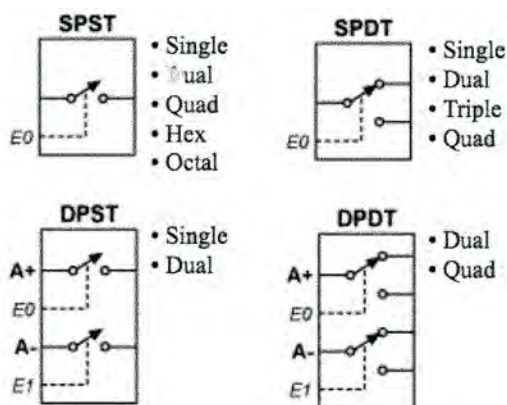 SPST
• Single
• Dual
• Quad
• Hex
• Octal
E0
SPDT
• Single
• Dual
• Triple
• Quad
E0
DPST
• Single
• Dual
A+
E0
A-
E1
DPDT
• Dual
• Quad
A+
E0
A-
E1